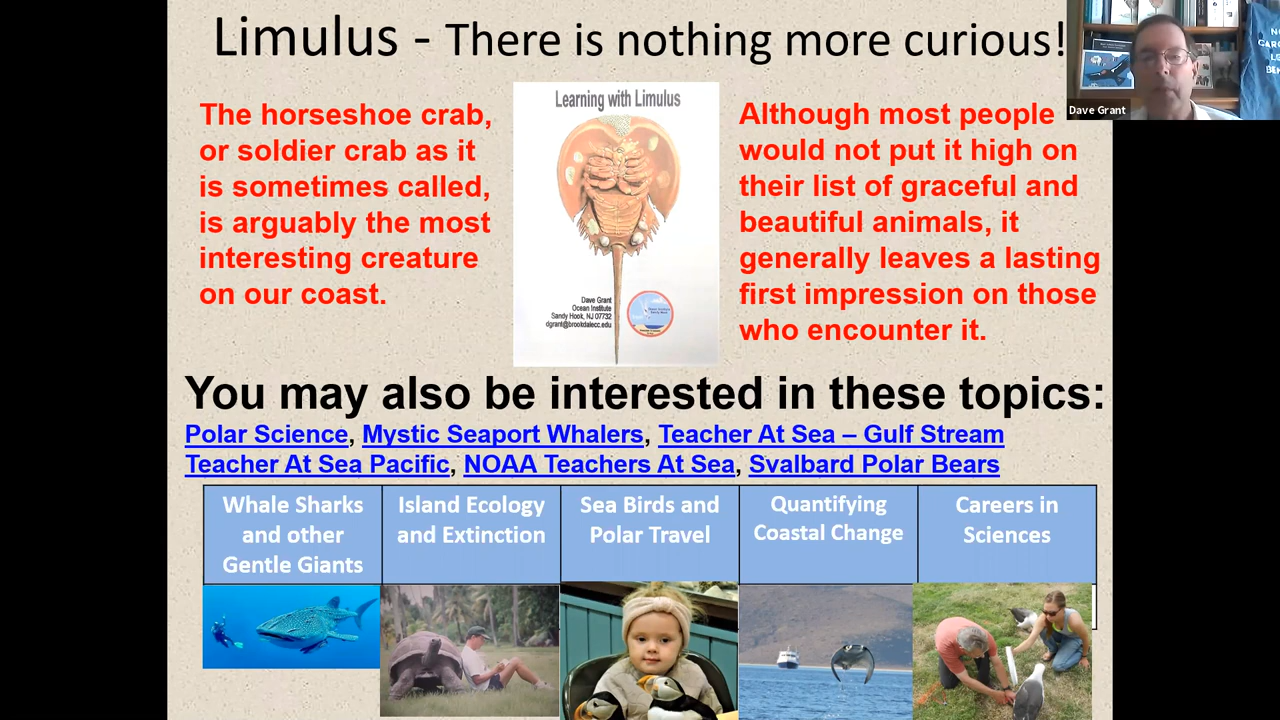 Limulus - There is nothing more curious!
Dave Grant
The horseshoe crab,
or soldier crab as it
is sometimes called,
is arguably the most
interesting creature
on our coast.
Learning with Limulus
Dave Grant
Ocean Institute
Sandy Hook, NJ 07732
dgrant@brookdalecc.edu
Although most people
would not put it high on
their list of graceful and
beautiful animals, it
generally leaves a lasting
first impression on those
who encounter it.
You may also be interested in these topics:
Polar Science, Mystic Seaport Whalers, Teacher At Sea – Gulf Stream
Teacher At Sea Pacific, NOAA Teachers At Sea, Svalbard Polar Bears
Whale Sharks
and other
Gentle Giants
Island Ecology
and Extinction
Sea Birds and
Polar Travel
Quantifying
Coastal Change
Careers in
Sciences